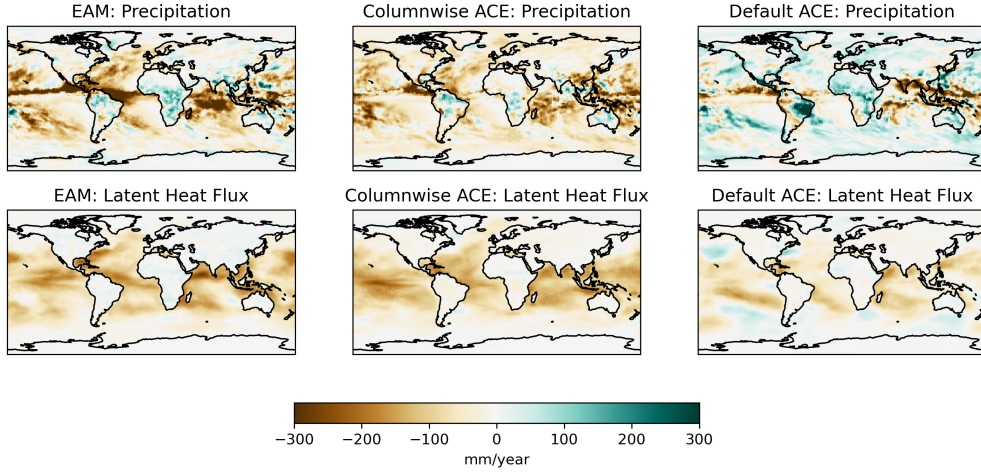 EAM: Precipitation
Columnwise ACE: Precipitation
Default ACE: Precipitation
EAM: Latent Heat Flux
Columnwise ACE: Latent Heat Flux
Default ACE: Latent Heat Flux
−300 −200 −100 0 100 200 300
mm/year